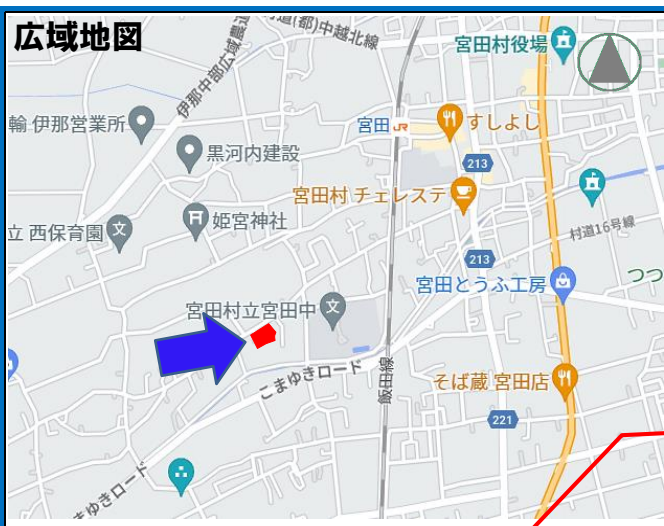 広域地図
道(都)中越北線
伊那中部広域農道
宮田村役場
輸 伊那営業所
宮田
JR
すしよし
黒河内建設
213
宮田村 チェレステ
立 西保育園
文
姫宮神社
村道16号線
213
宮田とうふ工房
つつ
宮田村立宮田中
文
こまゆきロード
飯田線
そば蔵 宮田店
221
こまゆきロード